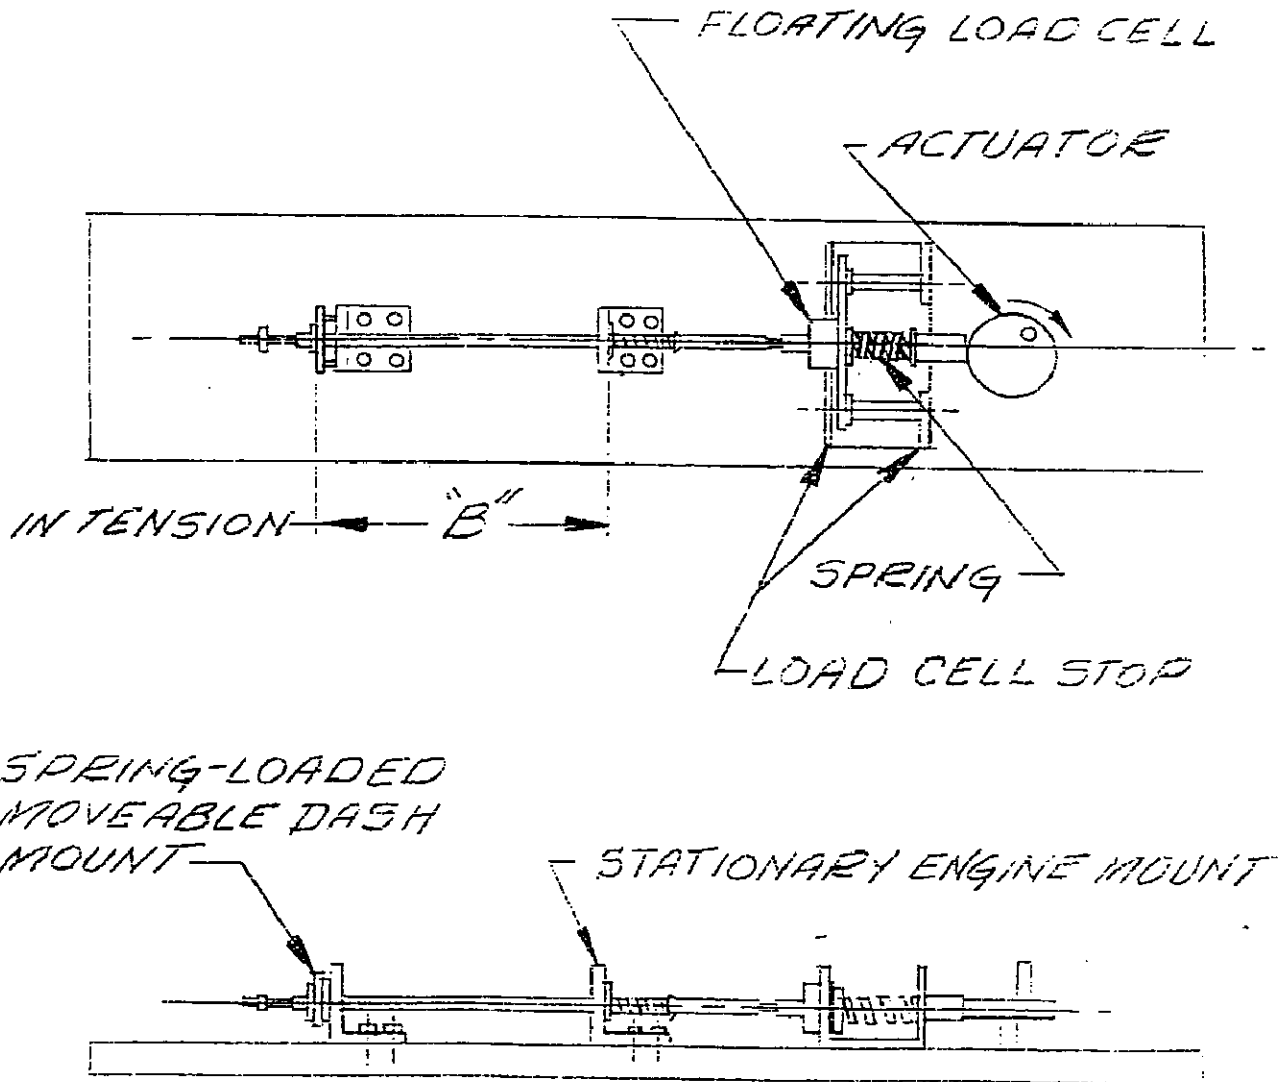 FLOATING LOAD CELL
ACTUATOR
IN TENSION
"B"
SPRING
LOAD CELL STOP
SPRING-LOADED
MOVEABLE DASH
MOUNT
STATIONARY ENGINE MOUNT